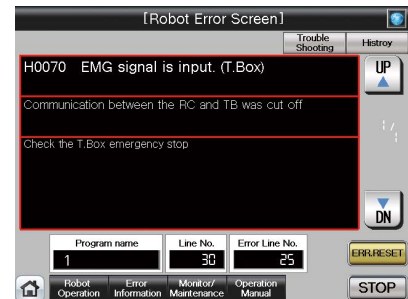 [Robot Error Screen]
Trouble Shooting
Histroy
H0070 EMG signal is input. (T.Box)
UP
Communication between the RC and TB was cut off
Check the T.Box emergency stop
DN
Program name
Line No.
Error Line No.
1
30
25
ERR.RESET
Robot Operation
Error Information
Monitor/ Maintenance
Operation Manual
STOP